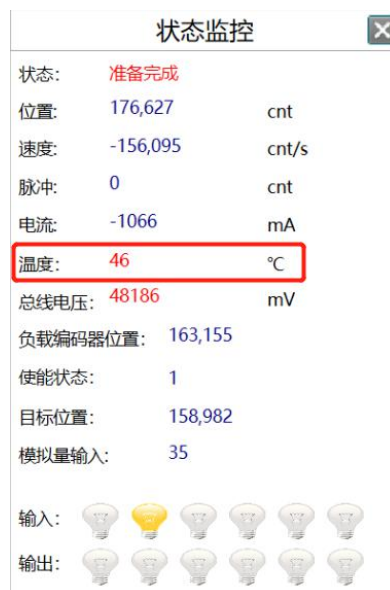 状态监控
状态: 准备完成
位置: 176,627 cnt
速度: -156,095 cnt/s
脉冲: 0 cnt
电流: -1066 mA
温度: 46 ℃
总线电压: 48186 mV
负载编码器位置: 163,155
使能状态: 1
目标位置: 158,982
模拟量输入: 35
输入:
输出: